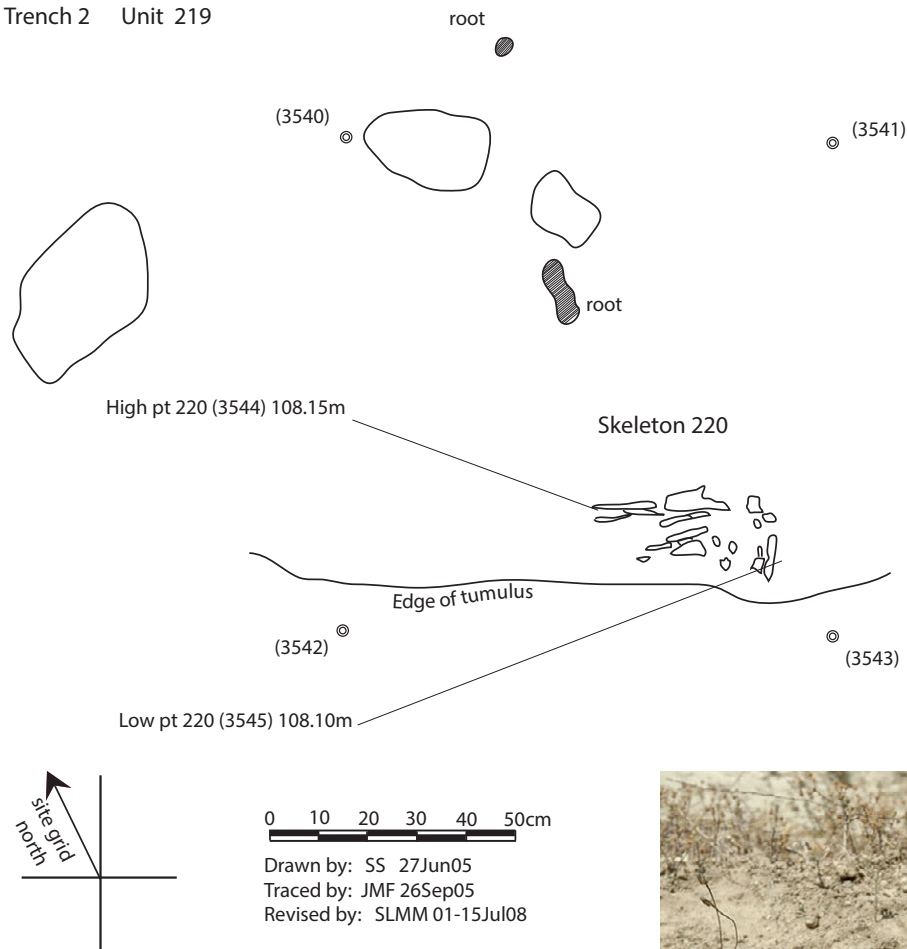 Trench 2 Unit 219
root
(3540)
(3541)
root
High pt 220 (3544) 108.15m
Skeleton 220
Edge of tumulus
(3542)
(3543)
Low pt 220 (3545) 108.10m
site grid
north
0 10 20 30 40 50cm
Drawn by: SS 27Jun05
Traced by: JMF 26Sep05
Revised by: SLMM 01-15Jul08